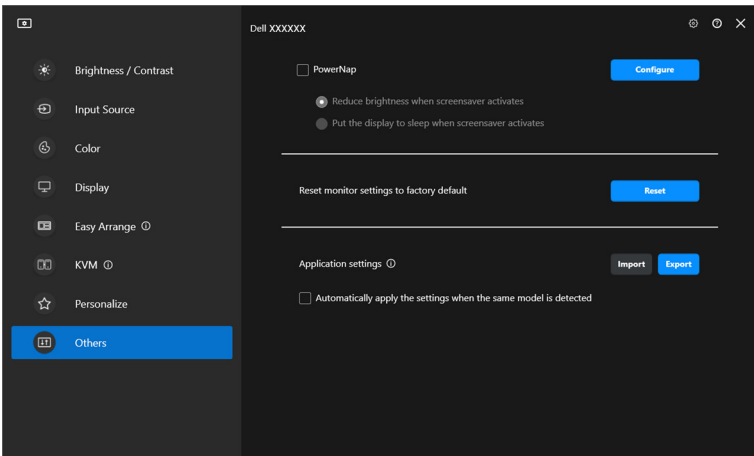 Dell XXXXXX
Brightness / Contrast
Input Source
Color
Display
Easy Arrange
KVM
Personalize
Others
PowerNap
Configure
Reduce brightness when screensaver activates
Put the display to sleep when screensaver activates
Reset monitor settings to factory default
Reset
Application settings
Import
Export
Automatically apply the settings when the same model is detected